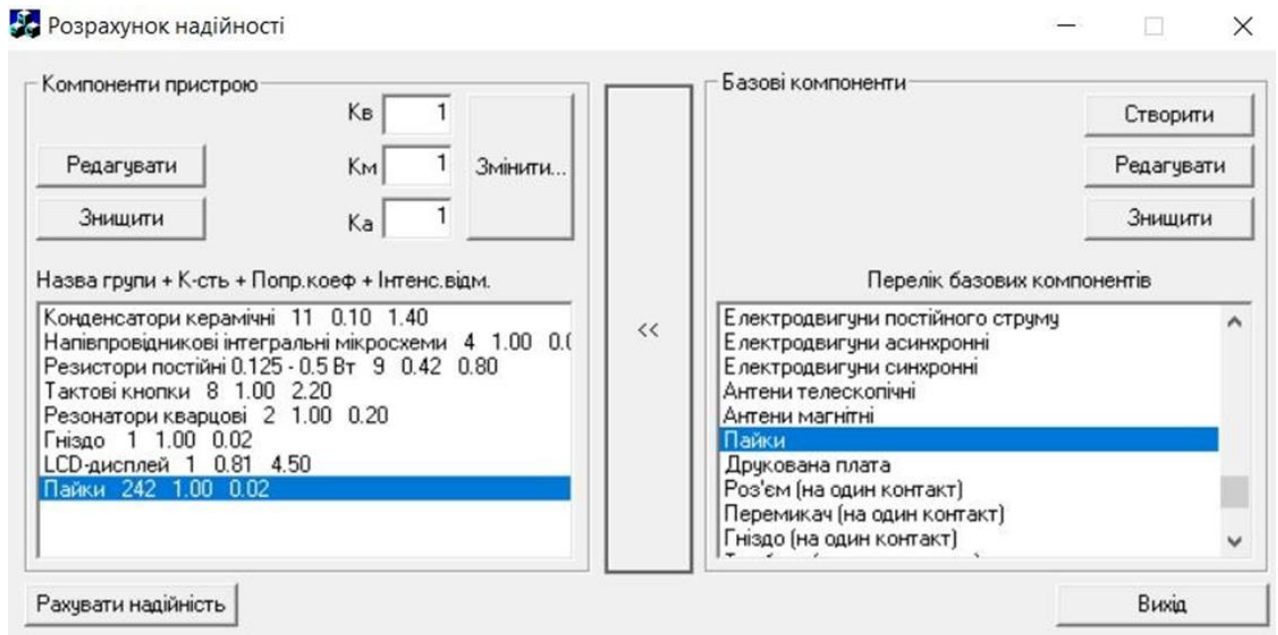 Розрахунок надійності
Компоненти пристрою
Кв 1
Редагувати
Км 1
Змінити...
Знищити
Ка 1
Назва групи + К-сть + Попр.коеф + Інтенс.відм.
Конденсатори керамічні 11 0.10 1.40
Напівпровідникові інтегральні мікросхеми 4 1.00
Резистори постійні 0.125 - 0.5 Вт 9 0.42 0.80
Тактові кнопки 8 1.00 2.20
Резонатори кварцові 2 1.00 0.20
Гніздо 1 1.00 0.02
LCD-дисплей 1 0.81 4.50
Пайки 242 1.00 0.02
Рахувати надійність
<<
Базові компоненти
Створити
Редагувати
Знищити
Перелік базових компонентів
Електродвигуни постійного струму
Електродвигуни асинхронні
Електродвигуни синхронні
Антени телескопічні
Антени магнітні
Пайки
Друкована плата
Роз'єм (на один контакт)
Перемикач (на один контакт)
Гніздо (на один контакт)
Вихід